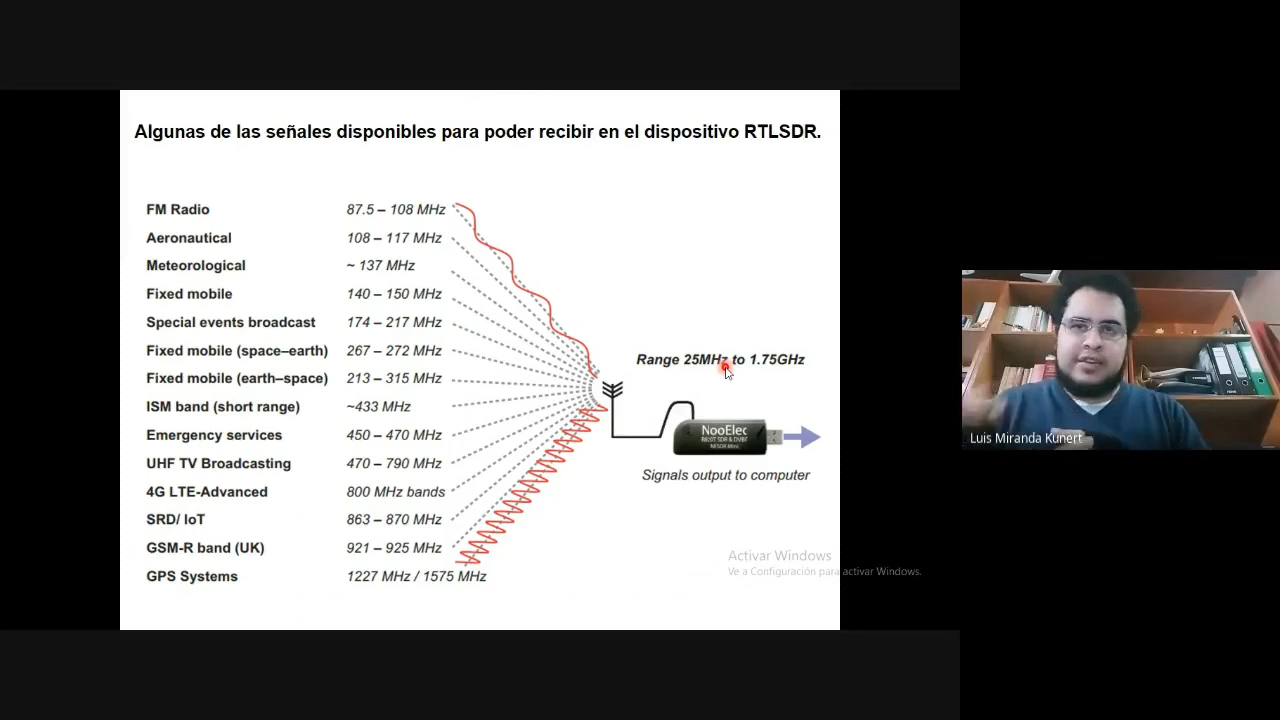 Algunas de las señales disponibles para poder recibir en el dispositivo RTLSDR.
FM Radio 87.5 – 108 MHz
Aeronautical 108 – 117 MHz
Meteorological ~ 137 MHz
Fixed mobile 140 – 150 MHz
Special events broadcast 174 – 217 MHz
Fixed mobile (space–earth) 267 – 272 MHz
Fixed mobile (earth–space) 213 – 315 MHz
ISM band (short range) ~433 MHz
Emergency services 450 – 470 MHz
UHF TV Broadcasting 470 – 790 MHz
4G LTE-Advanced 800 MHz bands
SRD/ IoT 863 – 870 MHz
GSM-R band (UK) 921 – 925 MHz
GPS Systems 1227 MHz / 1575 MHz
Range 25MHz to 1.75GHz
NooElec
NESDR Mini
Signals output to computer
Activar Windows
Ve a Configuración para activar Windows.
Luis Miranda Kunert